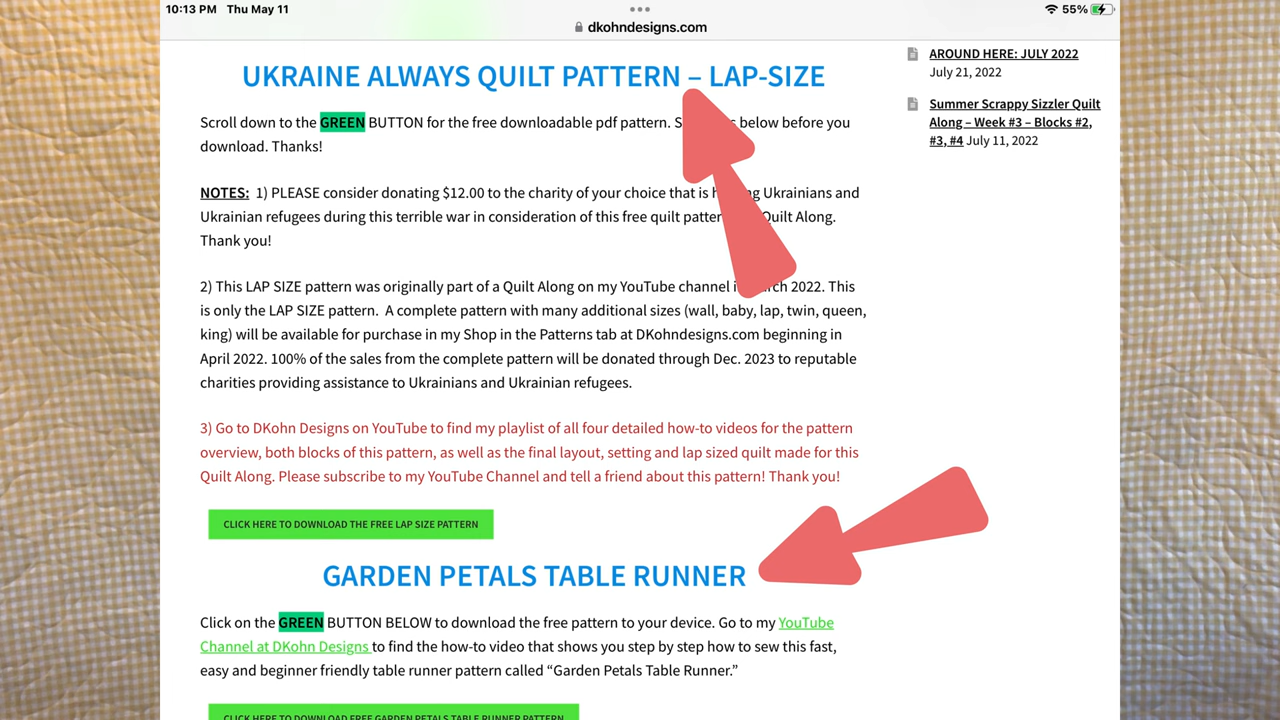 10:13 PM Thu May 11
55%
dkohndesigns.com
UKRAINE ALWAYS QUILT PATTERN – LAP-SIZE
Scroll down to the GREEN BUTTON for the free downloadable pdf pattern. below before you
download. Thanks!
NOTES: 1) PLEASE consider donating $12.00 to the charity of your choice that is Ukrainians and
Ukrainian refugees during this terrible war in consideration of this free quilt Quilt Along.
Thank you!
2) This LAP SIZE pattern was originally part of a Quilt Along on my YouTube channel 2022. This
is only the LAP SIZE pattern. A complete pattern with many additional sizes (wall, baby, lap, twin, queen,
king) will be available for purchase in my Shop in the Patterns tab at DKohndesigns.com beginning in
April 2022. 100% of the sales from the complete pattern will be donated through Dec. 2023 to reputable
charities providing assistance to Ukrainians and Ukrainian refugees.
3) Go to DKohn Designs on YouTube to find my playlist of all four detailed how-to videos for the pattern
overview, both blocks of this pattern, as well as the final layout, setting and lap sized quilt made for this
Quilt Along. Please subscribe to my YouTube Channel and tell a friend about this pattern! Thank you!
CLICK HERE TO DOWNLOAD THE FREE LAP SIZE PATTERN
GARDEN PETALS TABLE RUNNER
Click on the GREEN BUTTON BELOW to download the free pattern to your device. Go to my YouTube
Channel at DKohn Designs to find the how-to video that shows you step by step how to sew this fast,
easy and beginner friendly table runner pattern called “Garden Petals Table Runner.”
CLICK HERE TO DOWNLOAD FREE GARDEN PETALS TABLE RUNNER PATTERN
AROUND HERE: JULY 2022
July 21, 2022
Summer Scrappy Sizzler Quilt
Along – Week #3 – Blocks #2,
#3, #4 July 11, 2022